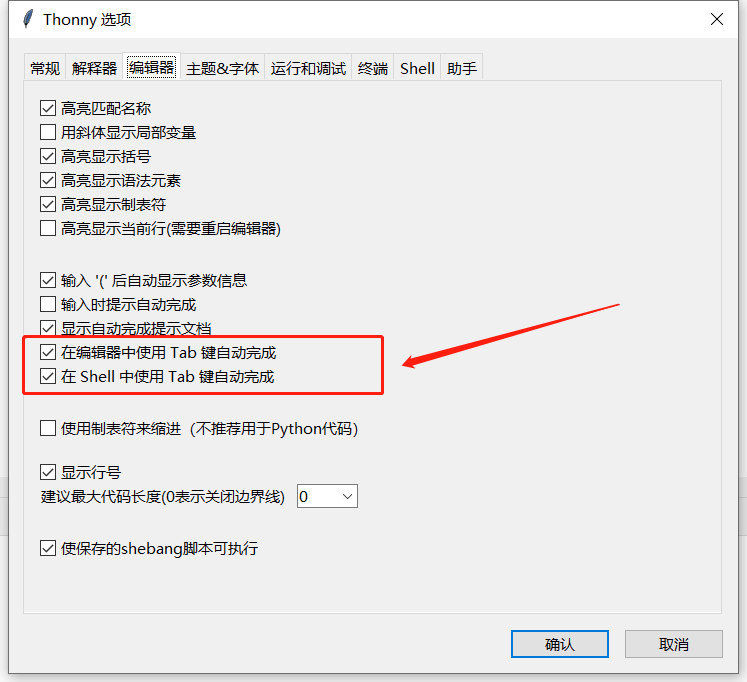 Thonny 选项
常规 解释器 编辑器 主题&字体 运行和调试 终端 Shell 助手
高亮匹配名称
用斜体显示局部变量
高亮显示括号
高亮显示语法元素
高亮显示制表符
高亮显示当前行(需要重启编辑器)
输入 '(' 后自动显示参数信息
输入时提示自动完成
显示自动完成提示文档
在编辑器中使用 Tab 键自动完成
在 Shell 中使用 Tab 键自动完成
使用制表符来缩进（不推荐用于Python代码）
显示行号
建议最大代码长度(0表示关闭边界线) 0
使保存的shebang脚本可执行
确认 取消